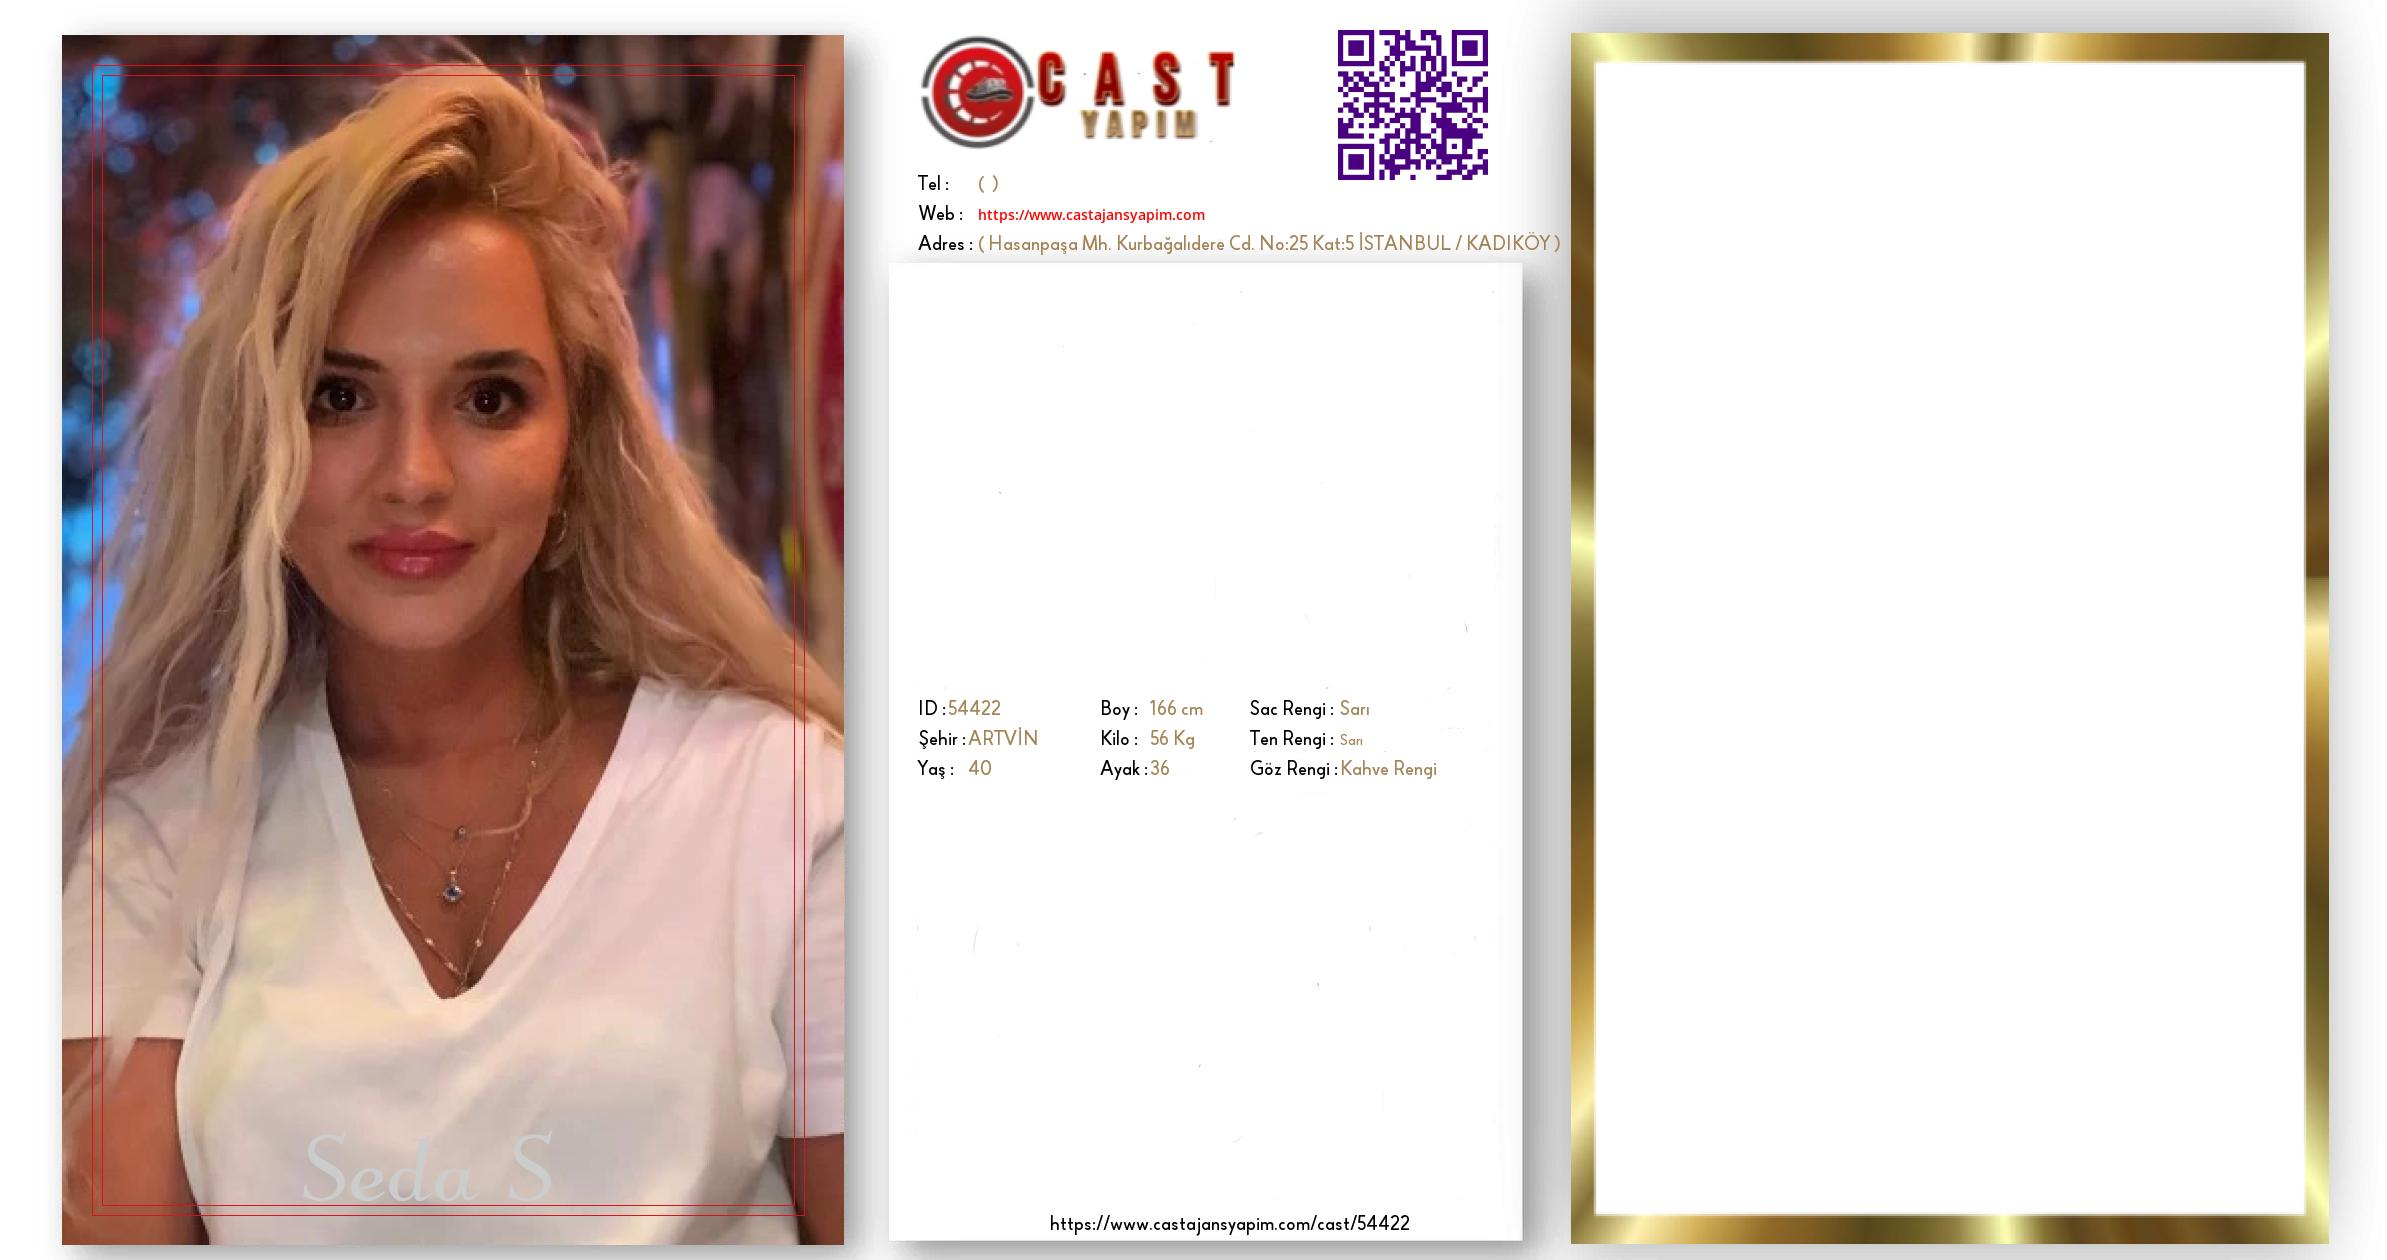 Seda S
CAST
YAPIM
Tel : ( )
Web : https://www.castajansyapim.com
Adres : ( Hasanpaşa Mh. Kurbağalıdere Cd. No:25 Kat:5 İSTANBUL / KADIKÖY )
ID : 54422 Boy : 166 cm Sac Rengi : Sarı
Şehir : ARTVİN Kilo : 56 Kg Ten Rengi : Sarı
Yaş : 40 Ayak : 36 Göz Rengi : Kahve Rengi
https://www.castajansyapim.com/cast/54422